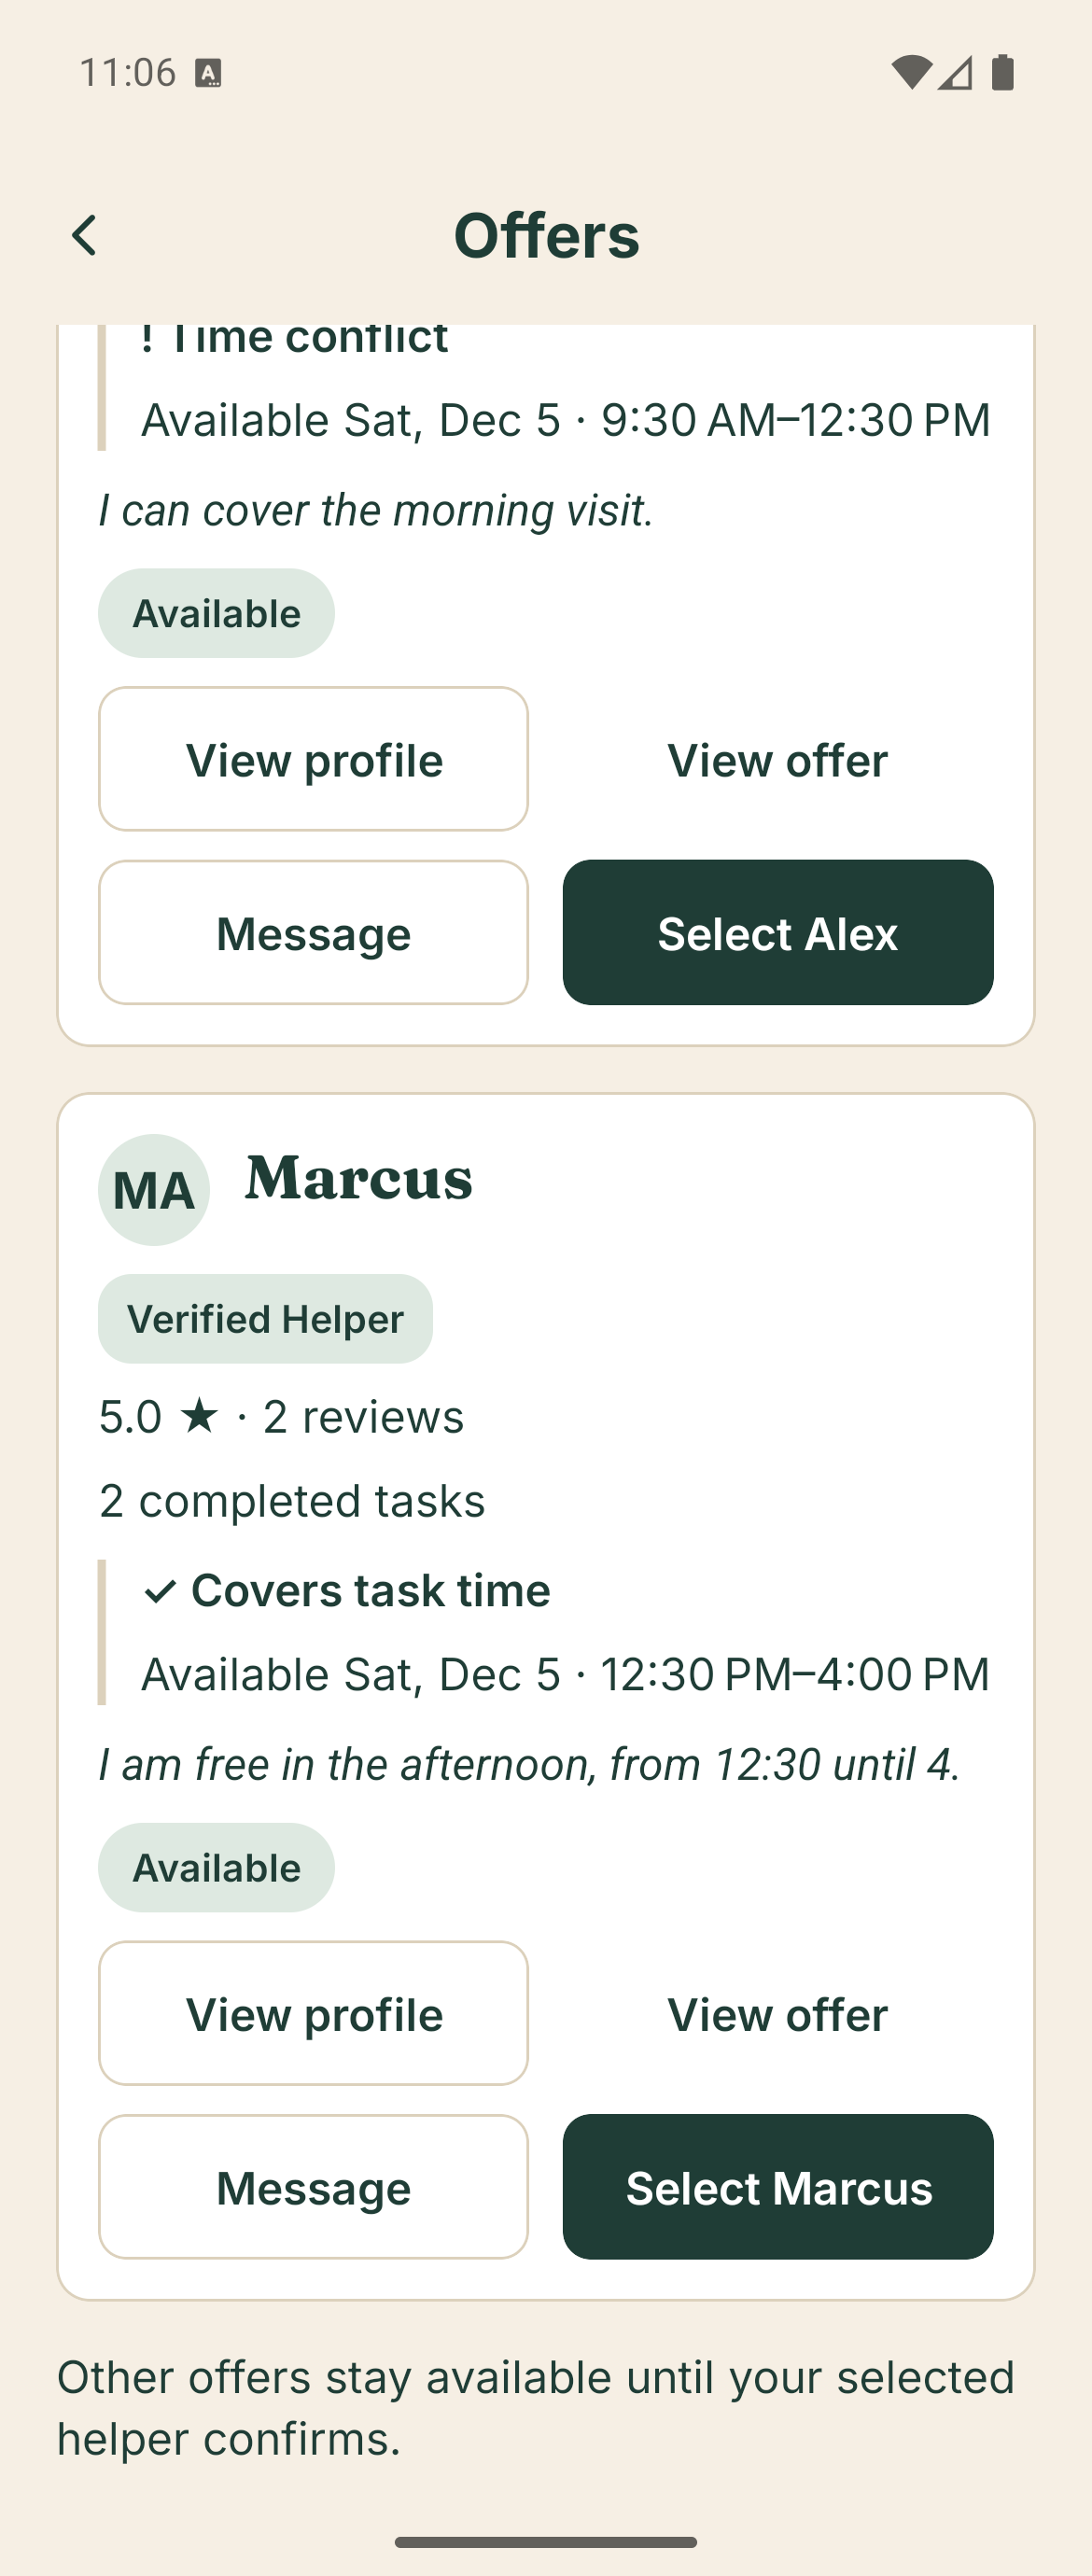 11:06
Offers
! Time conflict
Available Sat, Dec 5 · 9:30 AM–12:30 PM
I can cover the morning visit.
Available
View profile
View offer
Message
Select Alex
MA
Marcus
Verified Helper
5.0 ★ · 2 reviews
2 completed tasks
✓ Covers task time
Available Sat, Dec 5 · 12:30 PM–4:00 PM
I am free in the afternoon, from 12:30 until 4.
Available
View profile
View offer
Message
Select Marcus
Other offers stay available until your selected
helper confirms.